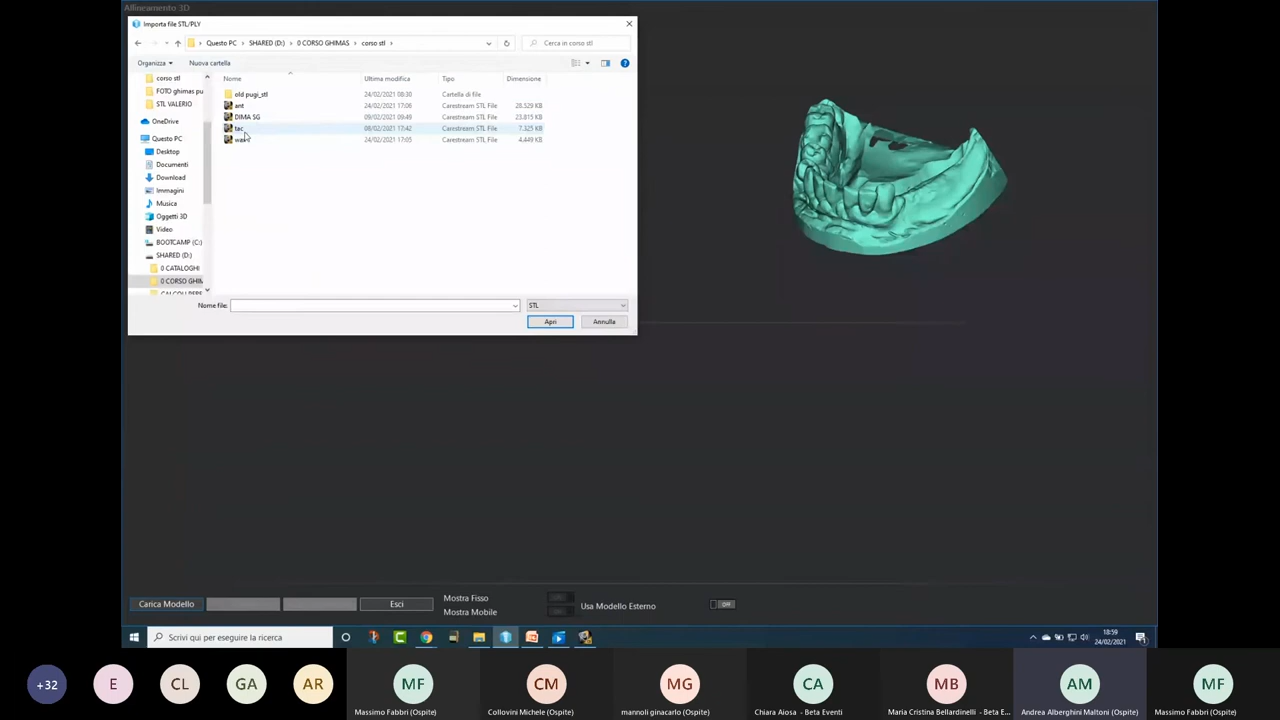 Affineamento 3D
Importa file STL/PLY
Questo PC > SHARED (D:) > 0 CORSO GHIMAS > corso stl >
Cerca in corso stl
Organizza
Nuova cartella
Nome
Ultima modifica
Tipo
Dimensione
corso stl
FOTO ghimas pu
STL VALERIO
OneDrive
Questo PC
Desktop
Documenti
Download
Immagini
Musica
Oggetti 3D
Video
BOOTCAMP (C:)
SHARED (D:)
0 CATALOGHI
0 CORSO GHIM
old pugi_stl 24/02/2021 08:30 Cartella di file
ant 24/02/2021 17:06 Carestream STL File 28.529 KB
DIMA SG 09/02/2021 09:49 Carestream STL File 23.815 KB
tac 08/02/2021 17:42 Carestream STL File 7.325 KB
24/02/2021 17:05 Carestream STL File 4.449 KB
Nome file:
STL
Apri
Annulla
Carica Modello
Esci
Mostra Fisso
Mostra Mobile
Usa Modello Esterno
OFF
Scrivi qui per eseguire la ricerca
18:59
24/02/2021
+32
E
CL
GA
AR
MF
Massimo Fabbri (Ospite)
CM
Collovini Michele (Ospite)
MG
mannoli ginacarlo (Ospite)
CA
Chiara Aiosa - Beta Eventi
MB
Maria Cristina Bellardinelli - Beta E...
AM
Andrea Alberghini Maltoni (Ospite)
MF
Massimo Fabbri (Ospite)